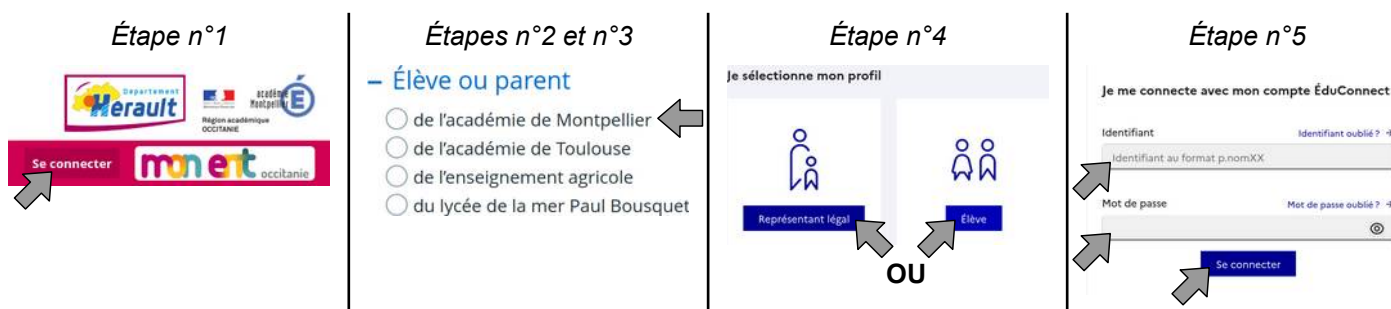 Étape n°1
Département
Hérault
académie
Montpellier
É
Région académique
OCCITANIE
Se connecter
mon ent occitanie
Étapes n°2 et n°3
– Élève ou parent
de l'académie de Montpellier
de l'académie de Toulouse
de l'enseignement agricole
du lycée de la mer Paul Bousquet
Étape n°4
Je sélectionne mon profil
Représentant légal
Élève
OU
Étape n°5
Je me connecte avec mon compte ÉduConnect
Identifiant
Identifiant oublié ?
Identifiant au format p.nomXX
Mot de passe
Mot de passe oublié ?
Se connecter